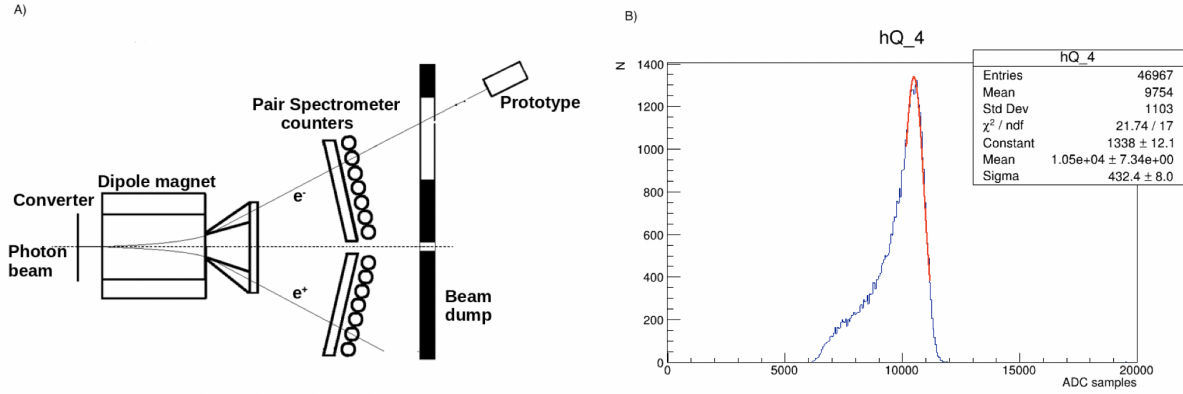 A)
Converter
Photon
beam
Dipole magnet
Pair Spectrometer
counters
e-
e+
Prototype
Beam
dump
B)
hQ_4
N
hQ_4
Entries 46967
Mean 9754
Std Dev 1103
χ² / ndf 21.74 / 17
Constant 1338 ± 12.1
Mean 1.05e+04 ± 7.34e+00
Sigma 432.4 ± 8.0
1400
1200
1000
800
600
400
200
0
0 5000 10000 15000 20000
ADC samples